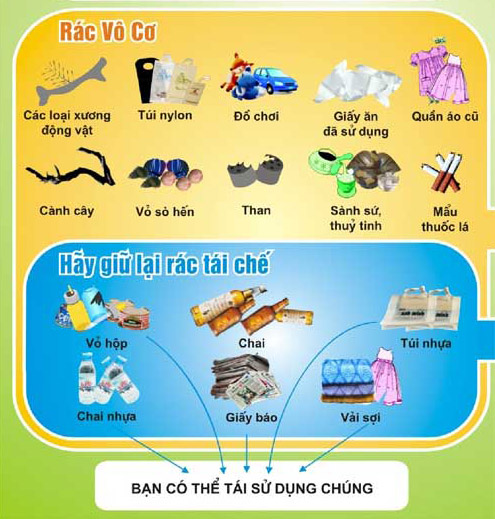 Rác Vô Cơ
Các loại xương
động vật
Túi nylon
Đồ chơi
Giấy ăn
đã sử dụng
Quần áo cũ
Cành cây
Vỏ sò hến
Than
Sành sứ,
thuỷ tinh
Mẩu
thuốc lá
Hãy giữ lại rác tái chế
Vỏ hộp
Chai
Túi nhựa
Chai nhựa
Giấy báo
Vải sợi
BẠN CÓ THỂ TÁI SỬ DỤNG CHÚNG